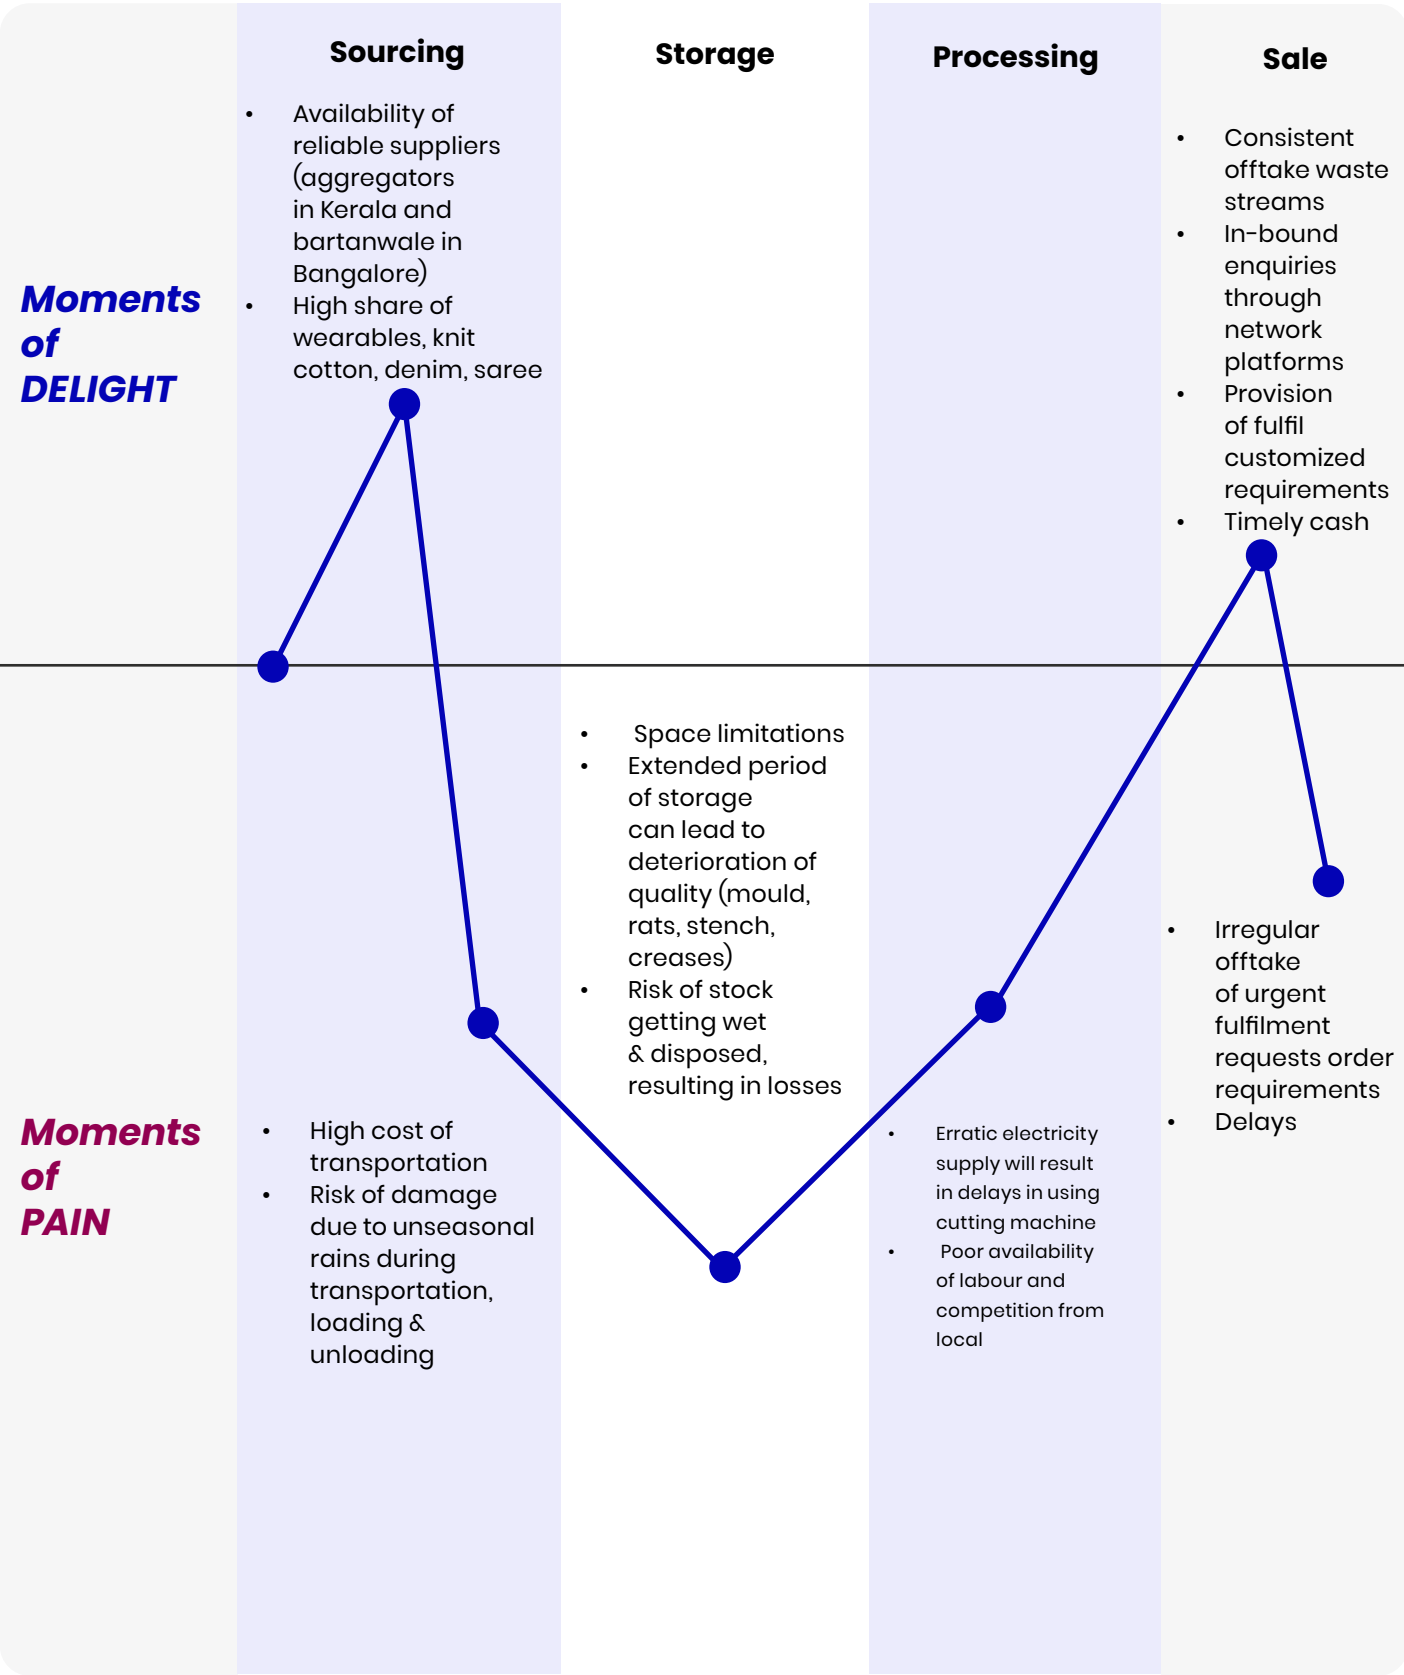 Sourcing
Storage
Processing
Sale
Moments
of
DELIGHT
• Availability of
reliable suppliers
(aggregators
in Kerala and
bartanwale in
Bangalore)
• High share of
wearables, knit
cotton, denim, saree
• Consistent
offtake waste
streams
• In-bound
enquiries
through
network
platforms
• Provision
of fulfil
customized
requirements
• Timely cash
Moments
of
PAIN
• High cost of
transportation
• Risk of damage
due to unseasonal
rains during
transportation,
loading &
unloading
• Space limitations
• Extended period
of storage
can lead to
deterioration of
quality (mould,
rats, stench,
creases)
• Risk of stock
getting wet
& disposed,
resulting in losses
• Erratic electricity
supply will result
in delays in using
cutting machine
• Poor availability
of labour and
competition from
local
• Irregular
offtake
of urgent
fulfilment
requests order
requirements
• Delays